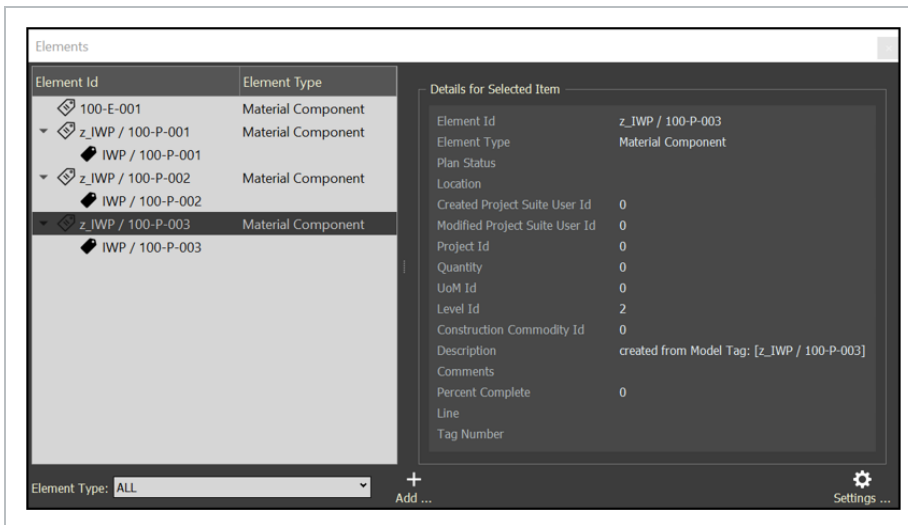 Elements
Element Id Element Type
100-E-001 Material Component
z_IWP / 100-P-001 Material Component
IWP / 100-P-001
z_IWP / 100-P-002 Material Component
IWP / 100-P-002
z_IWP / 100-P-003 Material Component
IWP / 100-P-003
Element Type: ALL
Details for Selected Item
Element Id z_IWP / 100-P-003
Element Type Material Component
Plan Status
Location
Created Project Suite User Id 0
Modified Project Suite User Id 0
Project Id 0
Quantity 0
UoM Id 0
Level Id 2
Construction Commodity Id 0
Description created from Model Tag: [z_IWP / 100-P-003]
Comments
Percent Complete 0
Line
Tag Number
Add ...
Settings ...